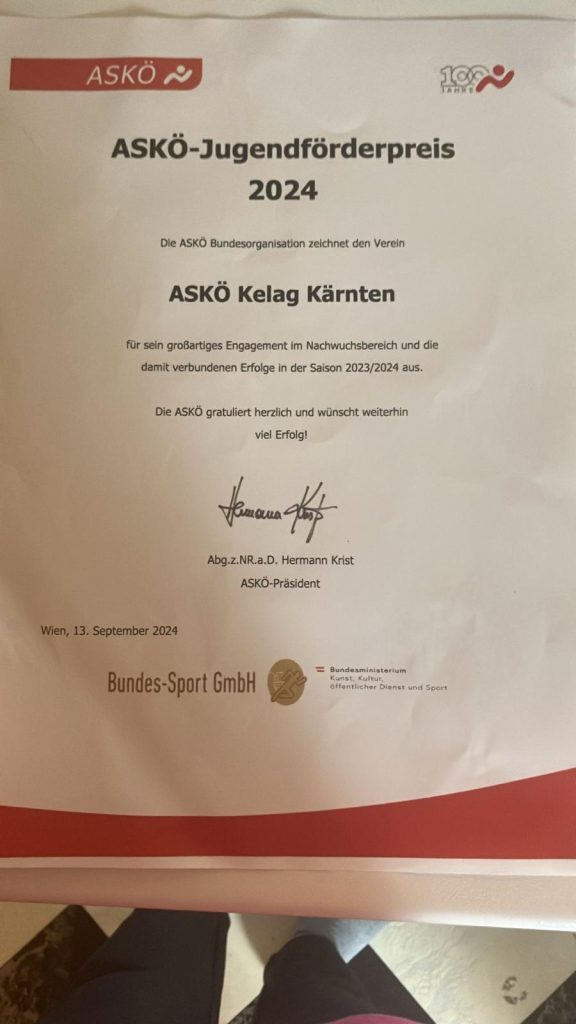 ASKÖ
100
JAHRE
ASKÖ-Jugendförderpreis
2024
Die ASKÖ Bundesorganisation zeichnet den Verein
ASKÖ Kelag Kärnten
für sein großartiges Engagement im Nachwuchsbereich und die
damit verbundenen Erfolge in der Saison 2023/2024 aus.
Die ASKÖ gratuliert herzlich und wünscht weiterhin
viel Erfolg!
Hermann Krist
Abg.z.NR.a.D. Hermann Krist
ASKÖ-Präsident
Wien, 13. September 2024
Bundes-Sport GmbH
Bundesministerium
Kunst, Kultur,
öffentlicher Dienst und Sport